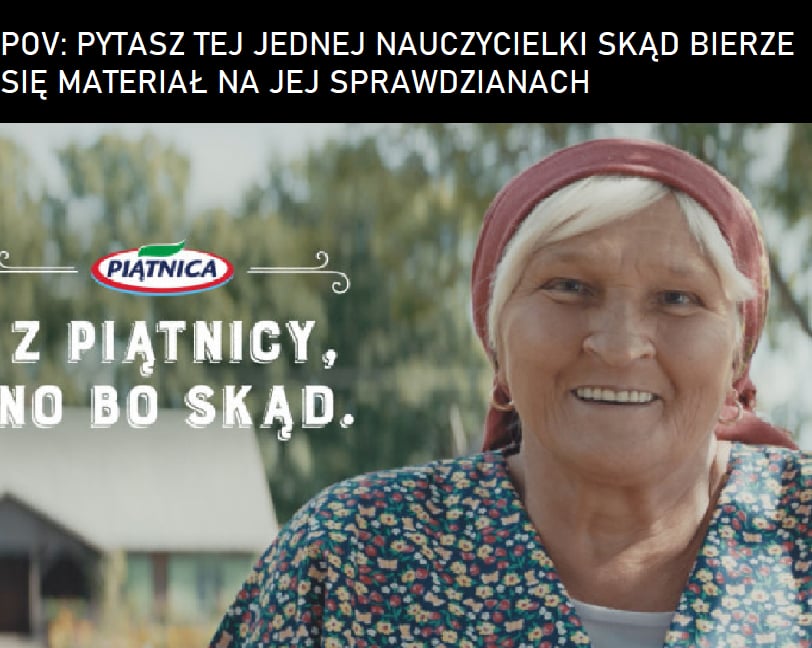 POV: PYTASZ TEJ JEDNEJ NAUCZYCIELKI SKĄD BIERZE
SIĘ MATERIAŁ NA JEJ SPRAWDZIANACH
PIĄTNICA
Z PIĄTNICY,
NO BO SKĄD.